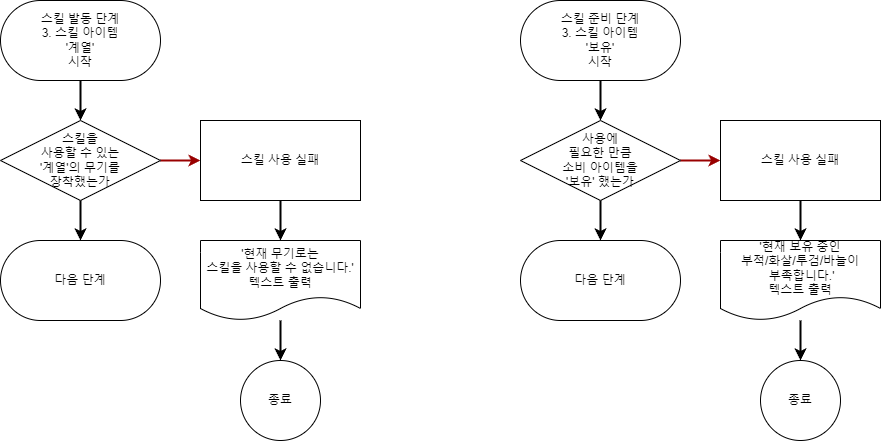 스킬 발동 단계
3. 스킬 아이템
'계열'
시작
스킬을
사용할 수 있는
'계열'의 무기를
장착했는가
스킬 사용 실패
다음 단계
'현재 무기로는
스킬을 사용할 수 없습니다.'
텍스트 출력
종료
스킬 준비 단계
3. 스킬 아이템
'보유'
시작
사용에
필요한 만큼
소비 아이템을
'보유' 했는가
스킬 사용 실패
다음 단계
'현재 보유 중인
부적/화살/투검/바늘이
부족합니다.'
텍스트 출력
종료